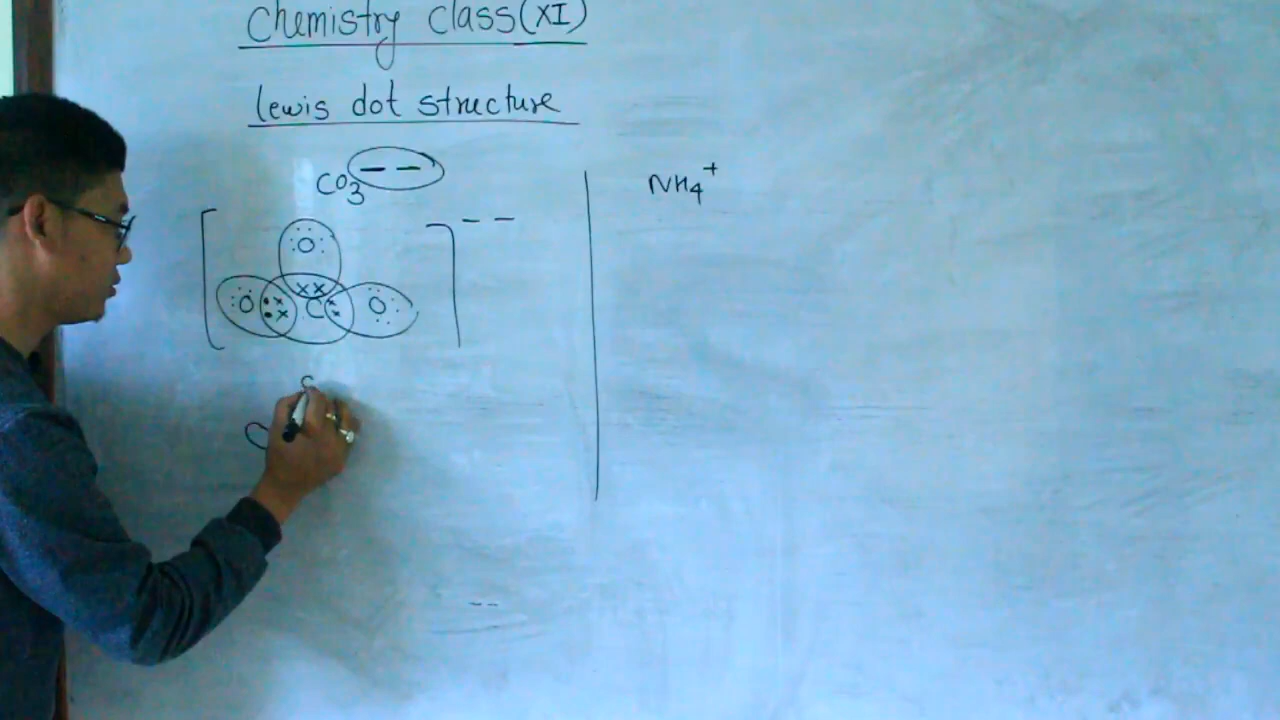 Chemistry Class(XI)
Lewis dot structure
CO3--
NH4+
[ ] --
O
O C O
O